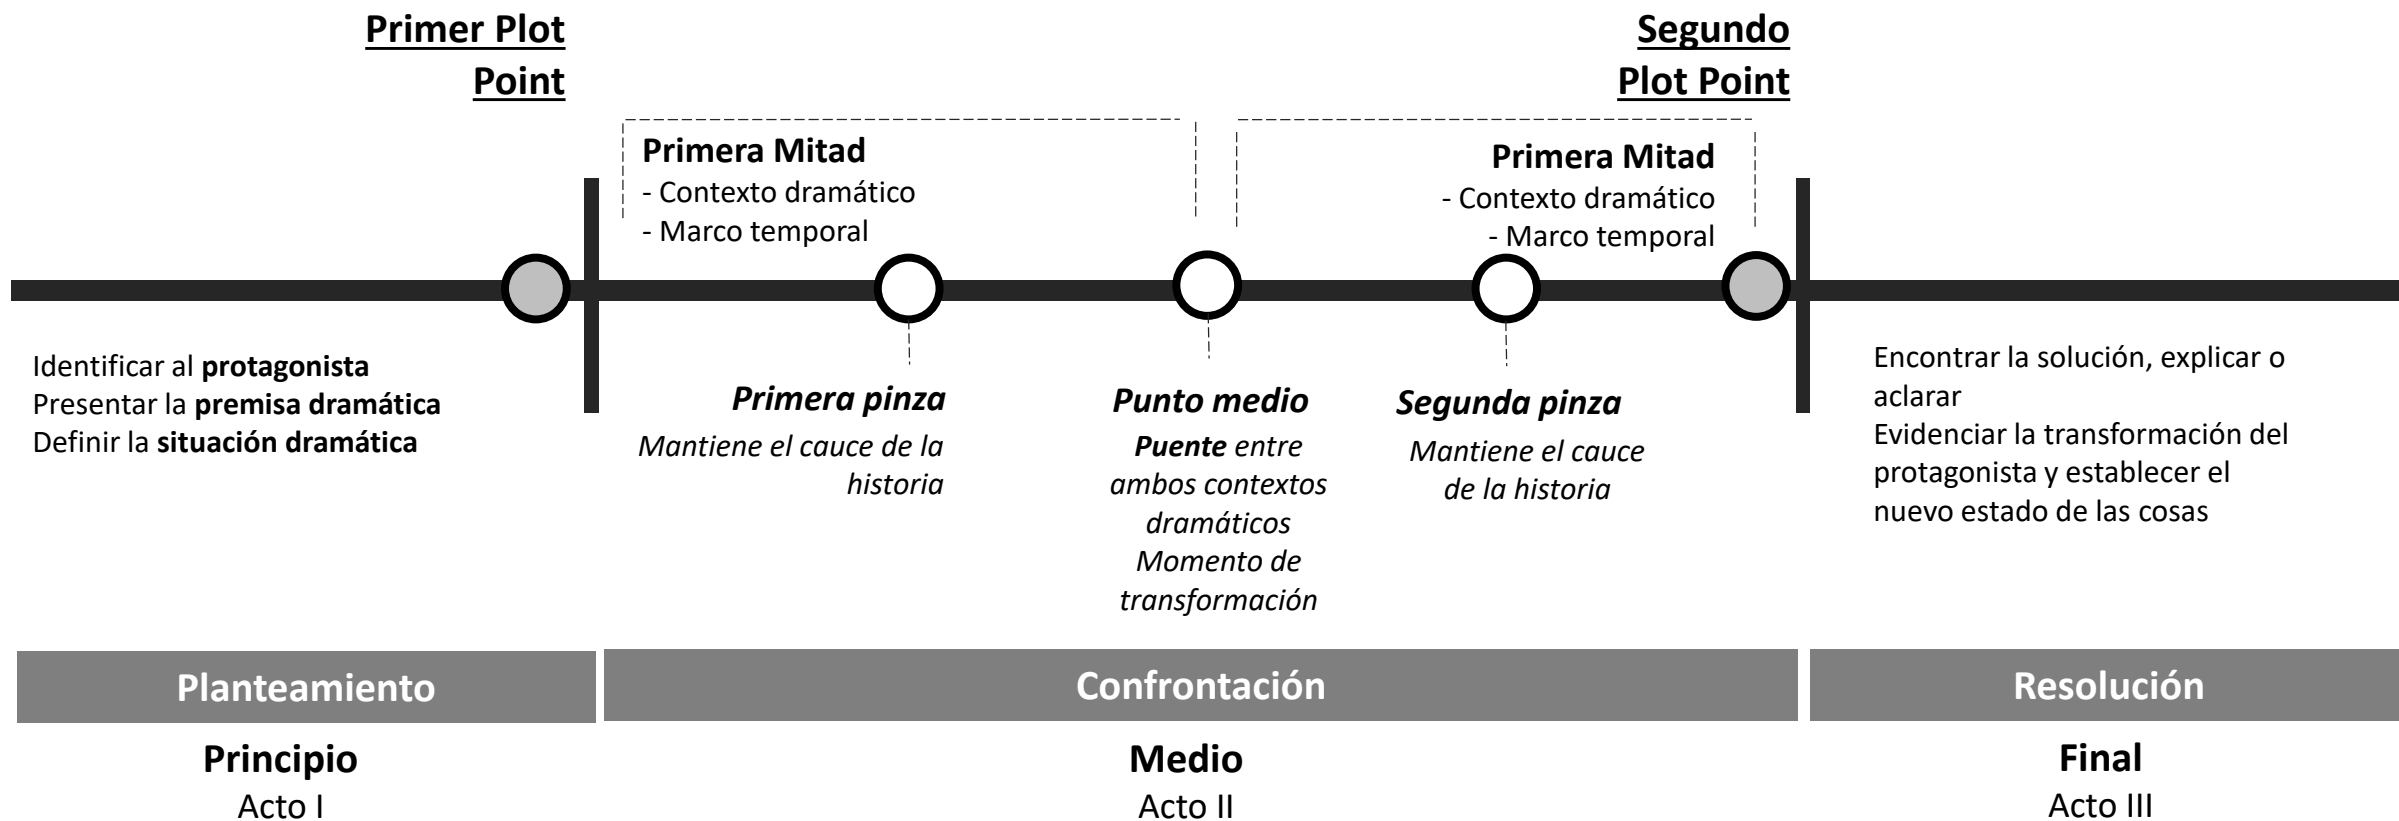 Primer Plot
Point
Segundo
Plot Point
Primera Mitad
- Contexto dramático
- Marco temporal
Primera Mitad
- Contexto dramático
- Marco temporal
Identificar al protagonista
Presentar la premisa dramática
Definir la situación dramática
Primera pinza
Mantiene el cauce de la
historia
Punto medio
Puente entre
ambos contextos
dramáticos
Momento de
transformación
Segunda pinza
Mantiene el cauce
de la historia
Encontrar la solución, explicar o
aclarar
Evidenciar la transformación del
protagonista y establecer el
nuevo estado de las cosas
Planteamiento
Confrontación
Resolución
Principio
Acto I
Medio
Acto II
Final
Acto III